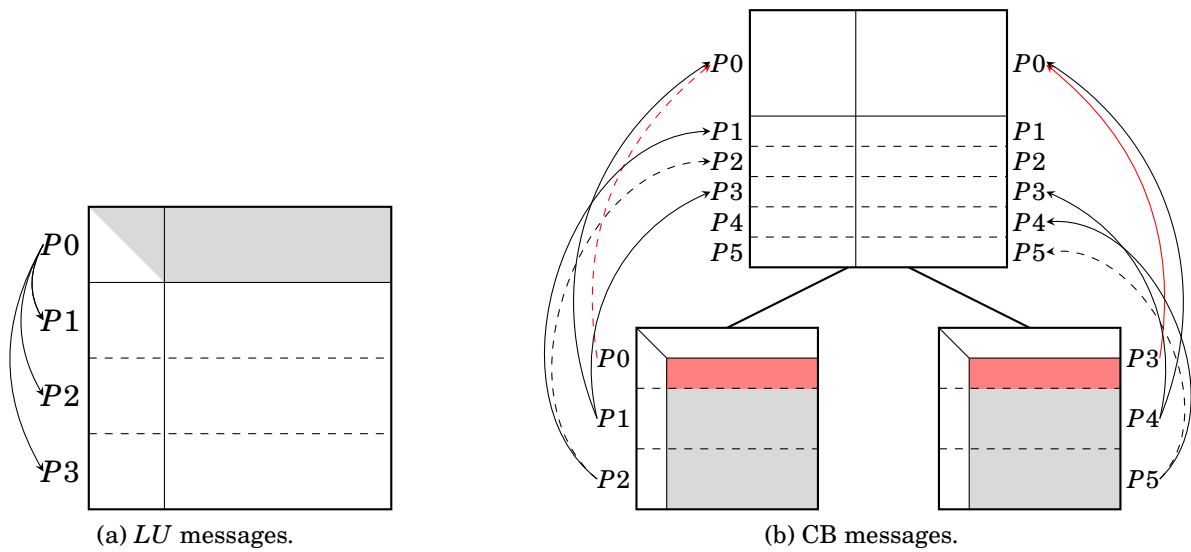 P0
P1
P2
P3
(a) LU messages.
P0
P1
P2
P3
P4
P5
P0
P1
P2
P3
P4
P5
P0
P1
P2
P3
P4
P5
(b) CB messages.